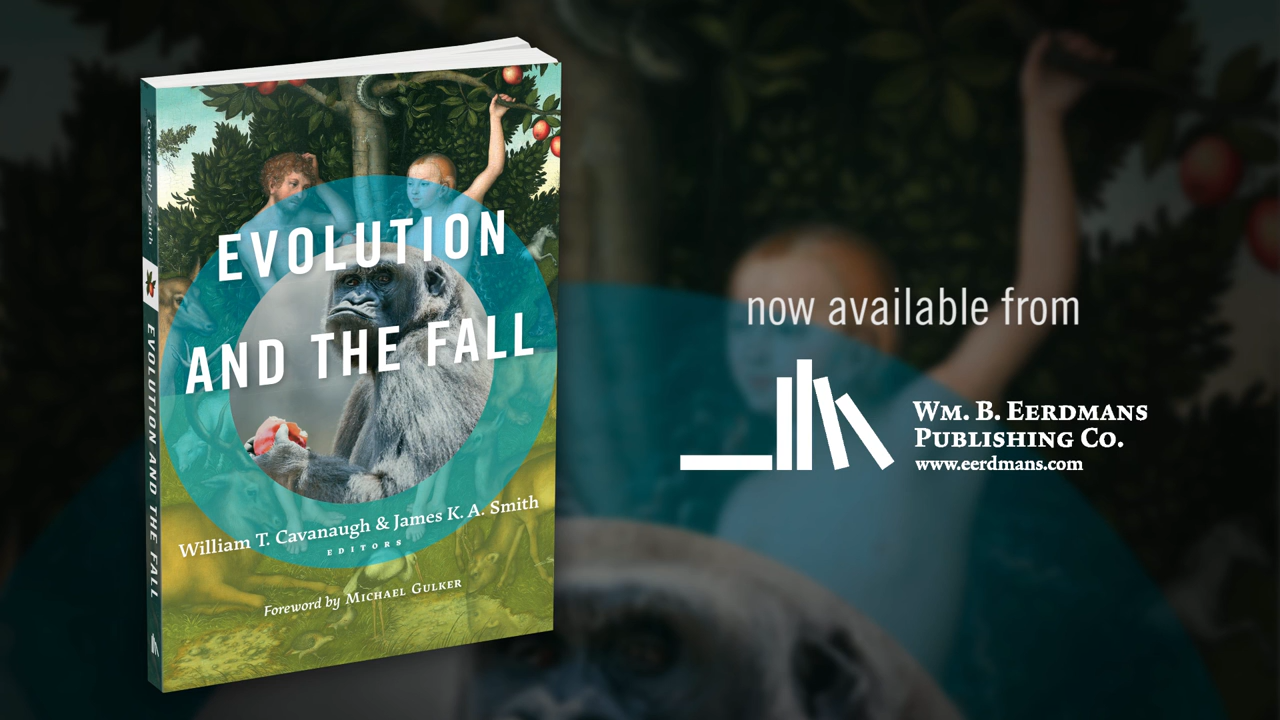 Cavanaugh / Smith
EVOLUTION AND THE FALL
EVOLUTION
AND THE FALL
William T. Cavanaugh & James K. A. Smith
EDITORS
Foreword by MICHAEL GULKER
now available from
WM. B. EERDMANS
PUBLISHING CO.
www.eerdmans.com